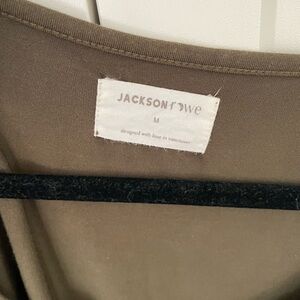 JACKSON rowe
M
designed with love in vancouver